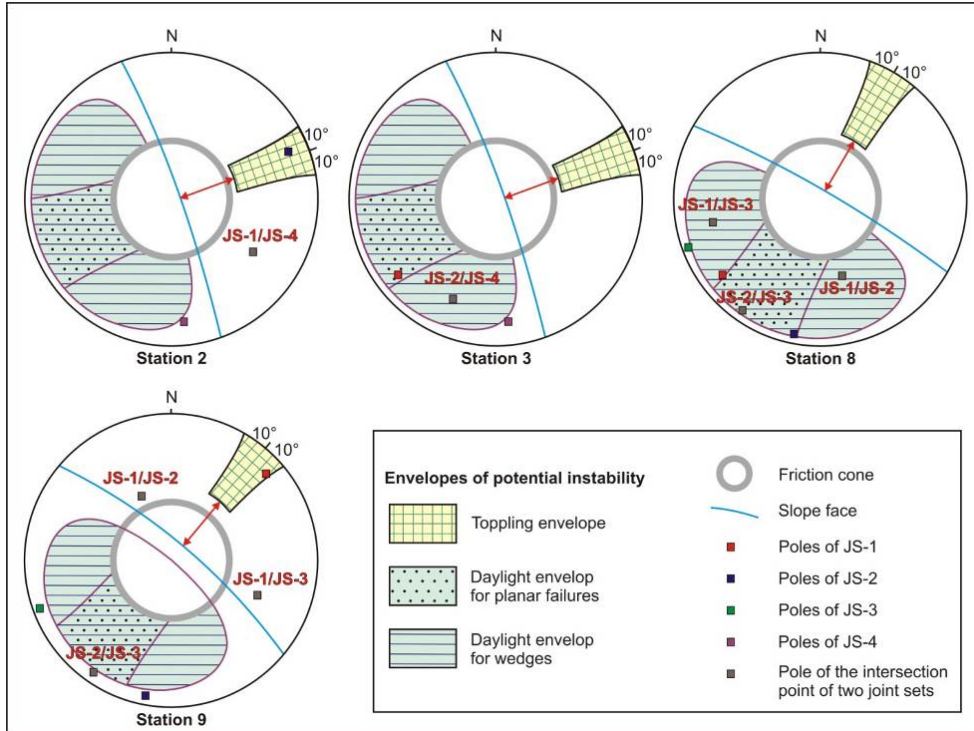 N
10°
10°
JS-1/JS-4
Station 2
N
10°
10°
JS-2/JS-4
Station 3
N
10°
10°
JS-1/JS-3
JS-2/JS-3
JS-1/JS-2
Station 8
N
10°
10°
JS-1/JS-2
JS-1/JS-3
JS-2/JS-3
Station 9
Envelopes of potential instability
Toppling envelope
Daylight envelop
for planar failures
Daylight envelop
for wedges
Friction cone
Slope face
Poles of JS-1
Poles of JS-2
Poles of JS-3
Poles of JS-4
Pole of the intersection
point of two joint sets